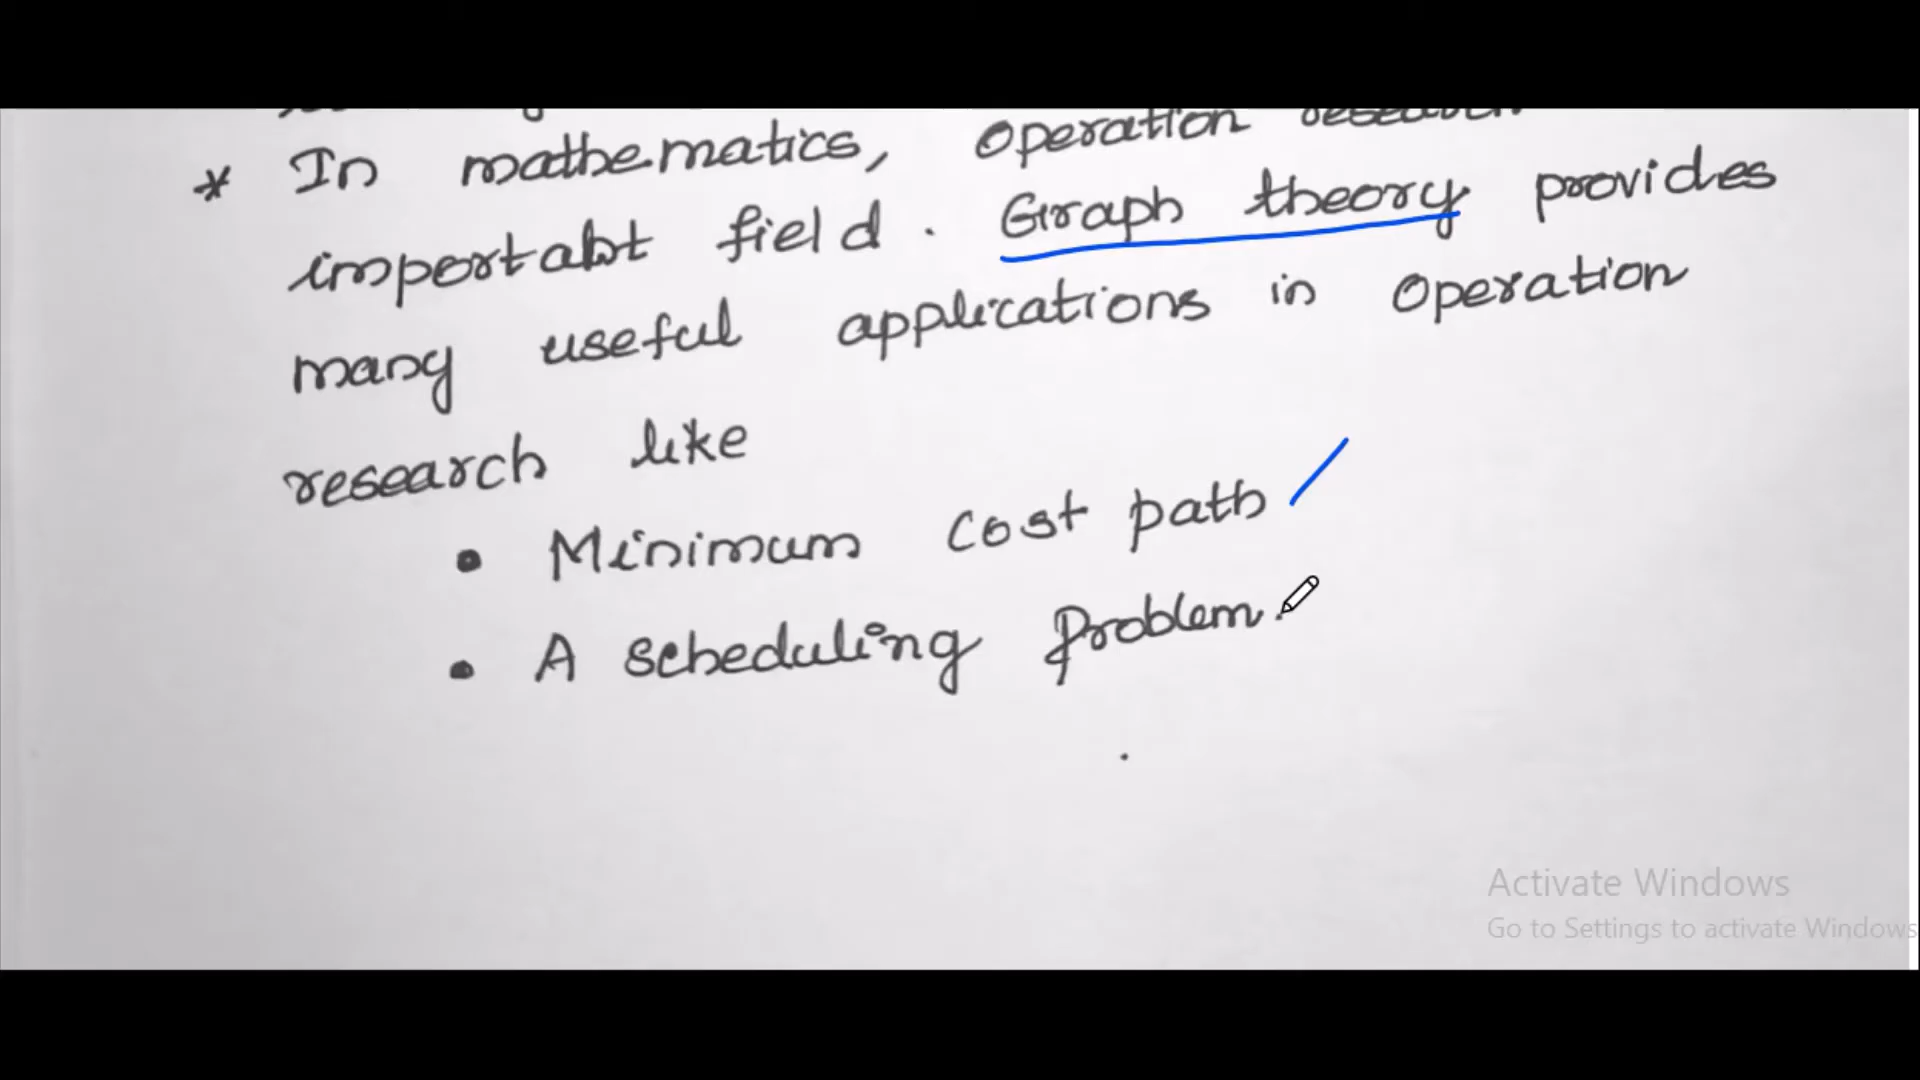 * In mathematics, Operation research
important field. Graph theory provides
many useful applications in Operation
research like
• Minimum cost path
• A scheduling problem.
Activate Windows
Go to Settings to activate Windows